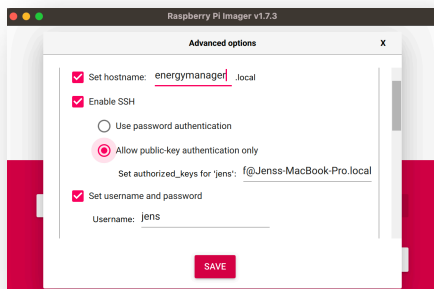 Raspberry Pi Imager v1.7.3
Advanced options X
Set hostname: energymanager .local
Enable SSH
Use password authentication
Allow public-key authentication only
Set authorized_keys for 'jens': f@Jenss-MacBook-Pro.local
Set username and password
Username: jens
SAVE